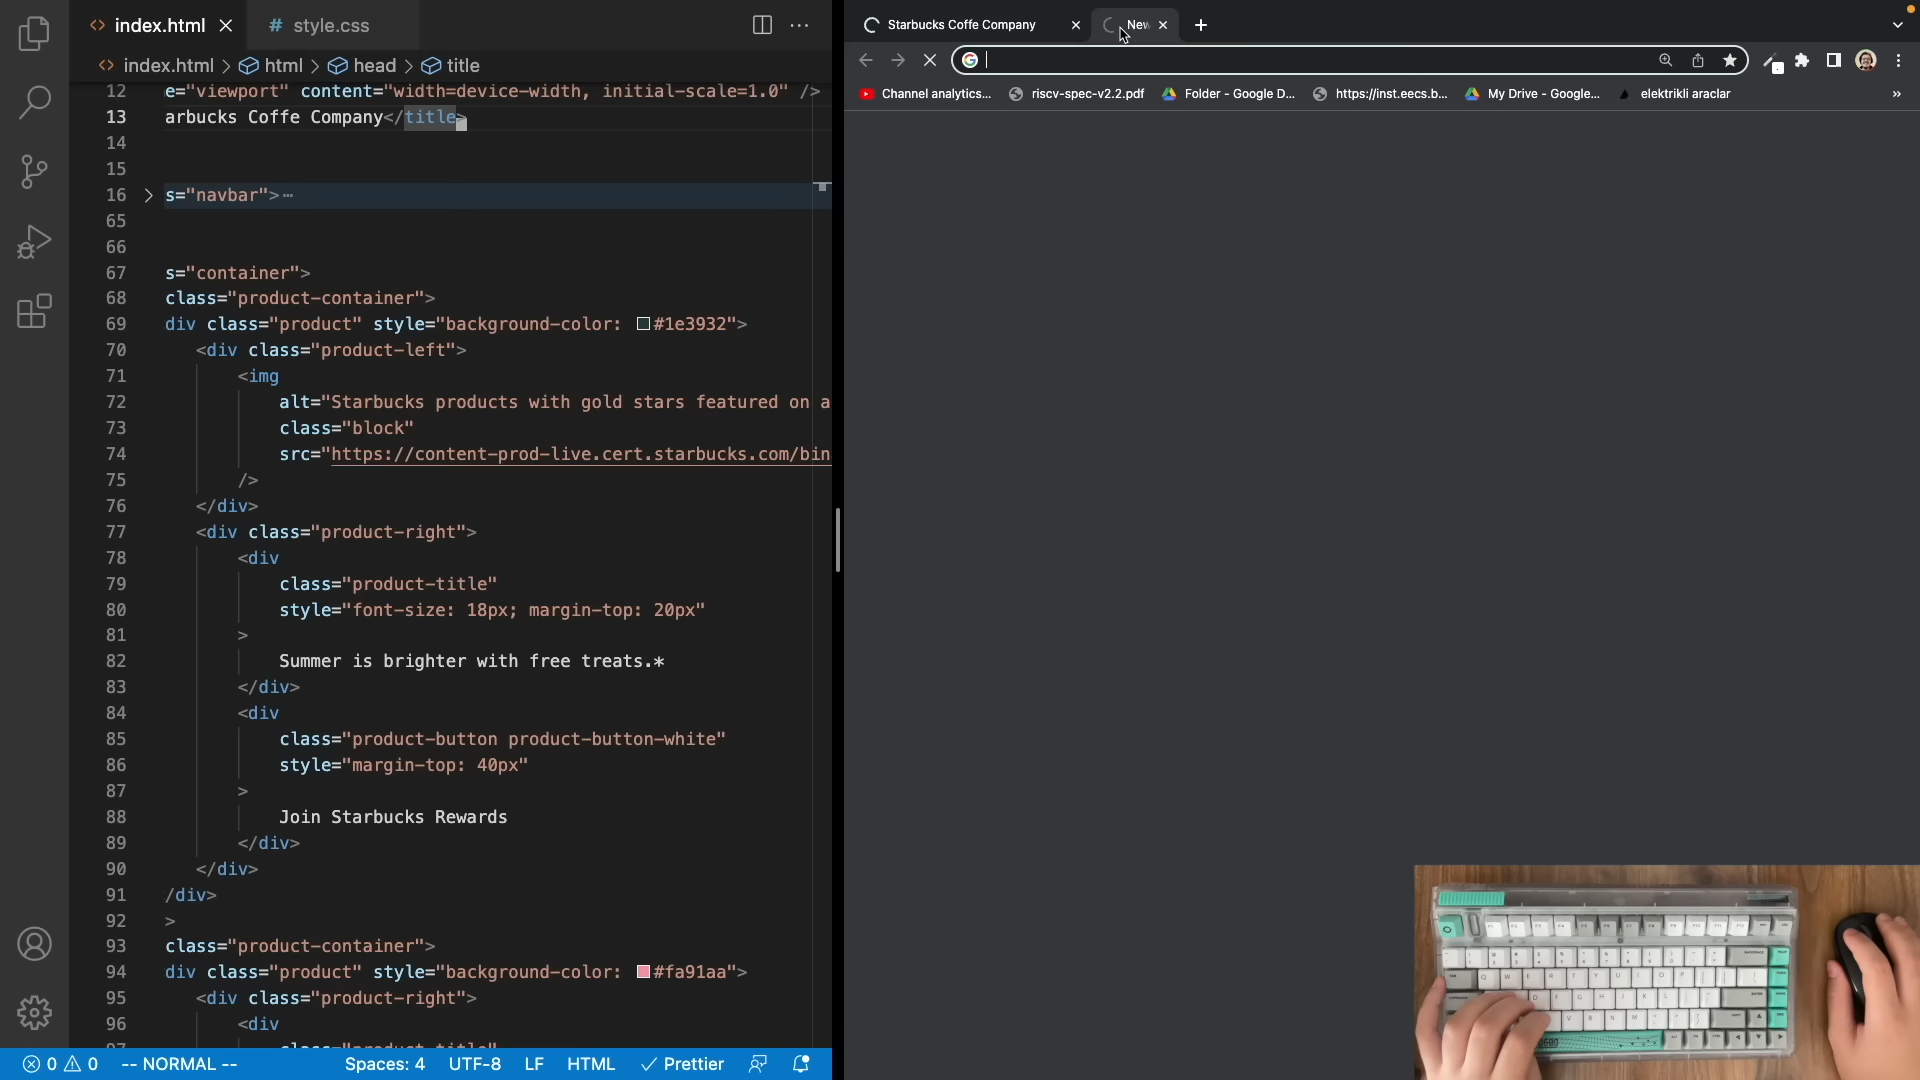 index.html
style.css
index.html > html > head > title
12 e="viewport" content="width=device-width, initial-scale=1.0" />
13 arbucks Coffe Company</title>
14
15
16 s="navbar">
65
66
67 s="container">
68 class="product-container">
69 div class="product" style="background-color: #1e3932">
70 <div class="product-left">
71 <img
72 alt="Starbucks products with gold stars featured on a
73 class="block"
74 src="https://content-prod-live.cert.starbucks.com/bin
75 />
76 </div>
77 <div class="product-right">
78 <div
79 class="product-title"
80 style="font-size: 18px; margin-top: 20px"
81 >
82 Summer is brighter with free treats.*
83 </div>
84 <div
85 class="product-button product-button-white"
86 style="margin-top: 40px"
87 >
88 Join Starbucks Rewards
89 </div>
90 </div>
91 /div>
92 >
93 class="product-container">
94 div class="product" style="background-color: #fa91aa">
95 <div class="product-right">
96 <div
0 0 -- NORMAL -- Spaces: 4 UTF-8 LF HTML Prettier
Starbucks Coffe Company
New
Channel analytics... riscv-spec-v2.2.pdf Folder - Google D... https://inst.eecs.b... My Drive - Google... elektrikli araclar »